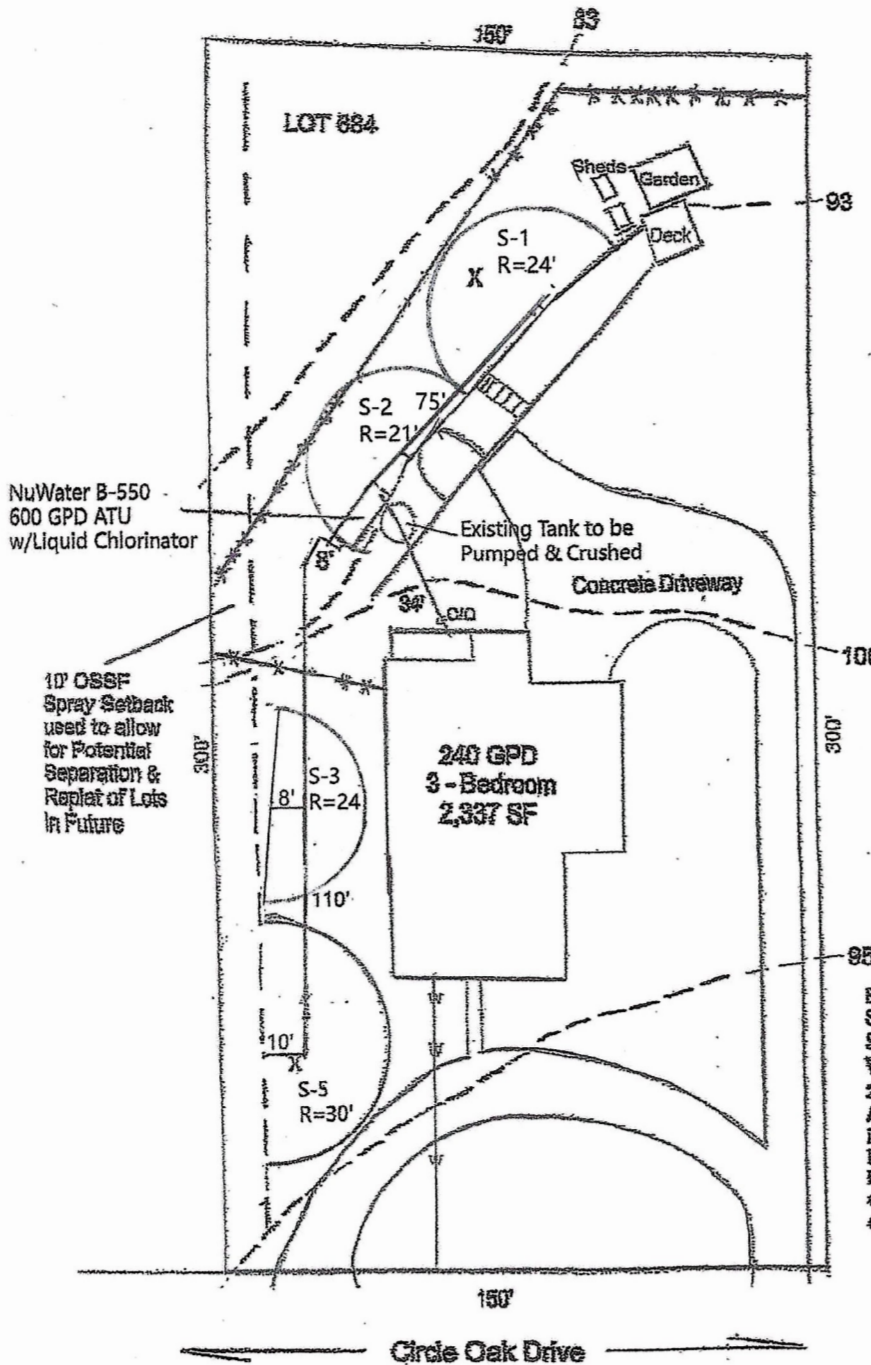 83
150'
LOT 684
Sheds
Garden
93
Deck
S-1
R=24'
X
75'
S-2
R=21'
NuWater B-550
600 GPD ATU
w/Liquid Chlorinator
Existing Tank to be
Pumped & Crushed
8'
Concrete Driveway
34'
C/O
100
10' OSSF
Spray Setback
used to allow
for Potential
Separation &
Replat of Lots
in Future
300'
300'
240 GPD
3 - Bedroom
2,337 SF
S-3
R=24
8'
110'
95
W
10'
X
S-5
R=30'
W
W
150'
Circle Oak Drive